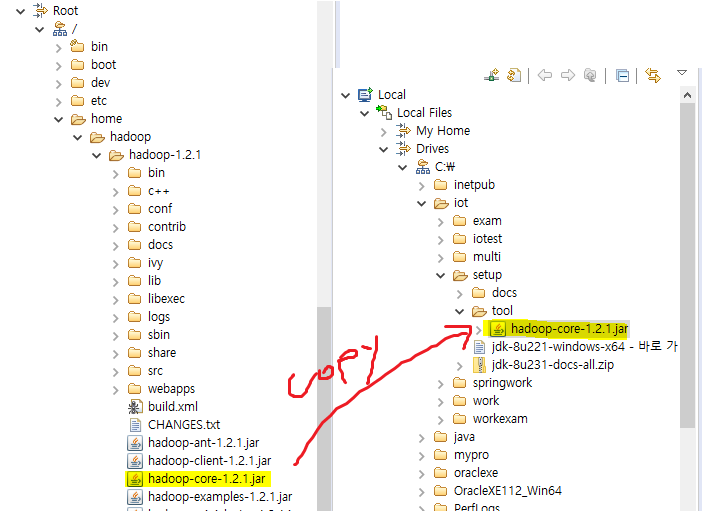 Root
/
bin
boot
dev
etc
home
hadoop
hadoop-1.2.1
bin
c++
conf
contrib
docs
ivy
lib
libexec
logs
sbin
share
src
webapps
build.xml
CHANGES.txt
hadoop-ant-1.2.1.jar
hadoop-client-1.2.1.jar
hadoop-core-1.2.1.jar
hadoop-examples-1.2.1.jar
copy
Local
Local Files
My Home
Drives
C:₩
inetpub
iot
exam
iotest
multi
setup
docs
tool
hadoop-core-1.2.1.jar
jdk-8u221-windows-x64 - 바로 가
jdk-8u231-docs-all.zip
springwork
work
workexam
java
mypro
oraclexe
OracleXE112_Win64
PerfLogs